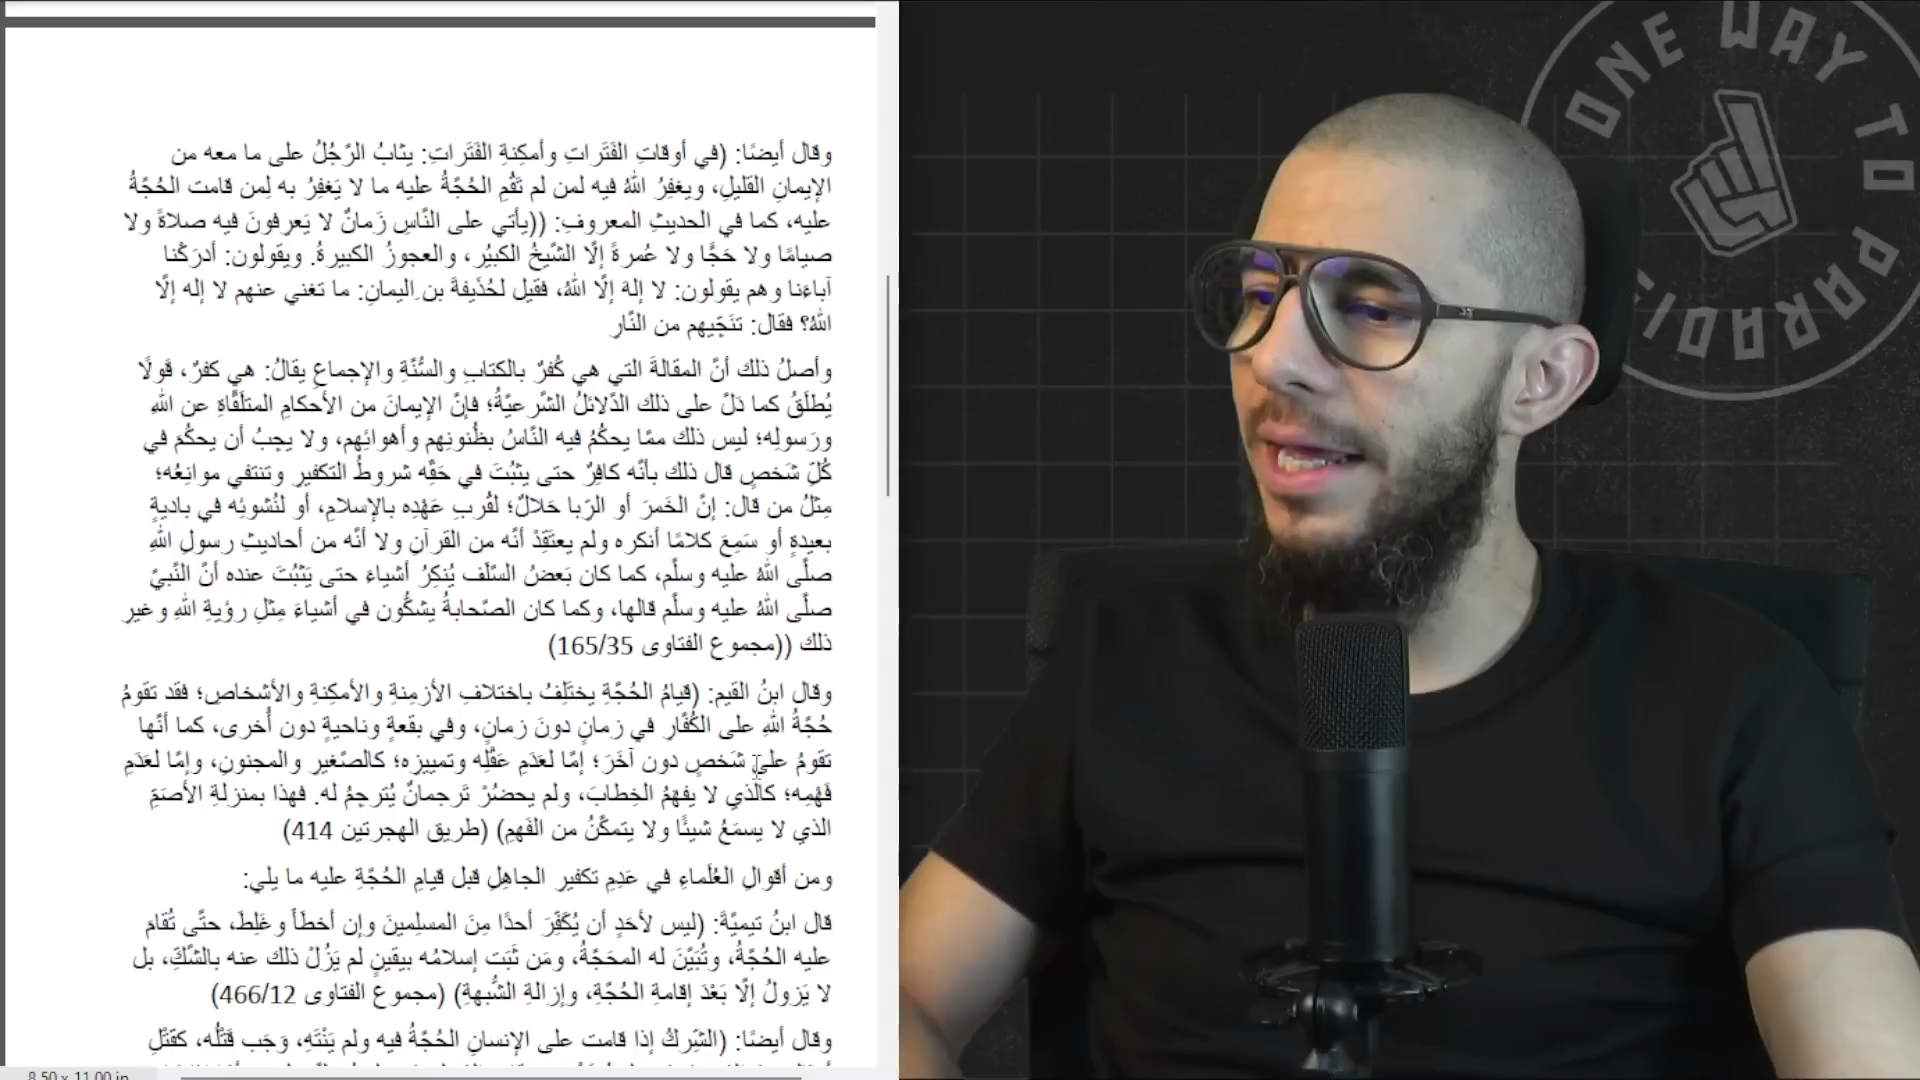 وقال أيضًا: (في أوقاتِ الفَتَراتِ وأمكِنةِ الفَتَراتِ: يثابُ الرَّجُلُ على ما معه من
الإيمانِ القليلِ، ويغفِرُ اللهُ فيه لمن لم تَقُمِ الحُجَّةُ عليه ما لا يَغفِرُ به لِمن قامت الحُجَّةُ
عليه، كما في الحديثِ المعروفِ: ((يأتي على النَّاسِ زَمانٌ لا يَعرِفونَ فيه صلاةً ولا
صيامًا ولا حَجًّا ولا عُمرةً إلَّا الشَّيخُ الكبيُر، والعجوزُ الكبيرةُ. ويقولون: أدرَكْنا
آباءَنا وهم يقولون: لا إلهَ إلَّا اللهُ، فقيل لحُذَيفةَ بنِ اليمانِ: ما تغني عنهم لا إله إلَّا
اللهُ؟ فقال: تنَجِّيهم من النَّار
وأصلُ ذلك أنَّ المقالةَ التي هي كُفرٌ بالكتابِ والسُّنَّةِ والإجماعِ يقالُ: هي كفرٌ، قَولًا
يُطلَقُ كما دَلَّ على ذلك الدَّلائلُ الشَّرعيَّةُ؛ فإنَّ الإيمانَ من الأحكامِ المتلَقَّاةِ عن اللهِ
ورَسولِه؛ ليس ذلك ممَّا يحكُمُ فيه النَّاسُ بظُنونِهم وأهوائِهم، ولا يجِبُ أن يحكُمَ في
كُلِّ شَخصٍ قال ذلك بأنَّه كافِرٌ حتى يثبُتَ في حَقِّه شروطُ التكفيرِ وتنتفي موانِعُه؛
مِثلُ من قال: إنَّ الخَمرَ أو الرِّبا حَلالٌ؛ لقُربِ عَهْدِه بالإسلامِ، أو لنُشوئِه في باديةٍ
بعيدةٍ أو سَمِعَ كلامًا أنكره ولم يعتَقِدْ أنَّه من القرآنِ ولا أنَّه من أحاديثِ رسولِ اللهِ
صلَّى اللهُ عليه وسلَّم، كما كان بَعضُ السَّلَف يُنكِرُ أشياءَ حتى يَثبُتَ عنده أنَّ النَّبيَّ
صلَّى اللهُ عليه وسلَّم قالها، وكما كان الصَّحابةُ يشكُّون في أشياءَ مِثلِ رؤيةِ اللهِ وغيرِ
ذلك ((مجموع الفتاوى 165/35)
وقال ابنُ القيم: (قيامُ الحُجَّةِ يختَلِفُ باختلافِ الأزمِنةِ والأمكِنةِ والأشخاصِ؛ فقد تقومُ
حُجَّةُ اللهِ على الكُفَّارِ في زمانٍ دونَ زمانٍ، وفي بقعةٍ وناحيةٍ دون أُخرى، كما أنَّها
تقومُ على شَخصٍ دون آخَرَ؛ إمَّا لعَدَمِ عَقْلِه وتمييزِه؛ كالصَّغيرِ والمجنونِ، وإمَّا لعَدَمِ
فَهْمِه؛ كالَّذي لا يفهَمُ الخِطابَ، ولم يحضُرْ تَرجمانٌ يُترجِمُ له. فهذا بمنزلةِ الأصَمِّ
الذي لا يسمَعُ شيئًا ولا يتمكَّنُ من الفَهمِ) (طريق الهجرتين 414)
ومن أقوالِ العُلَماءِ في عَدِمِ تكفيرِ الجاهِلِ قبل قيامِ الحُجَّةِ عليه ما يلي:
قال ابنُ تيميَّةَ: (ليس لأحَدٍ أن يُكَفِّرَ أحدًا مِنَ المسلِمينَ وإن أخطَأَ وغَلِطَ، حتَّى تُقامَ
عليه الحُجَّةُ، وتُبَيَّنَ له المحَجَّةُ، ومَن ثَبَت إسلامُه بيقينٍ لم يَزُلْ ذلك عنه بالشَّكِّ، بل
لا يَزولُ إلَّا بَعْدَ إقامةِ الحُجَّةِ، وإزالةِ الشُّبهةِ) (مجموع الفتاوى 466/12)
وقال أيضًا: (الشِّركُ إذا قامت على الإنسانِ الحُجَّةُ فيه ولم يَنْتَهِ، وَجَب قَتْلُه، كقَتْلِ
8.50 x 11.00 in
ONE WAY TO PARADISE